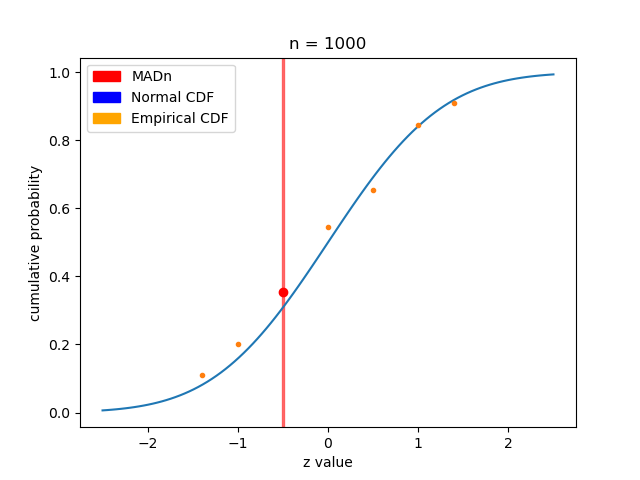 n = 1000
MADn
Normal CDF
Empirical CDF
cumulative probability
1.0
0.8
0.6
0.4
0.2
0.0
−2
−1
0
1
2
z value